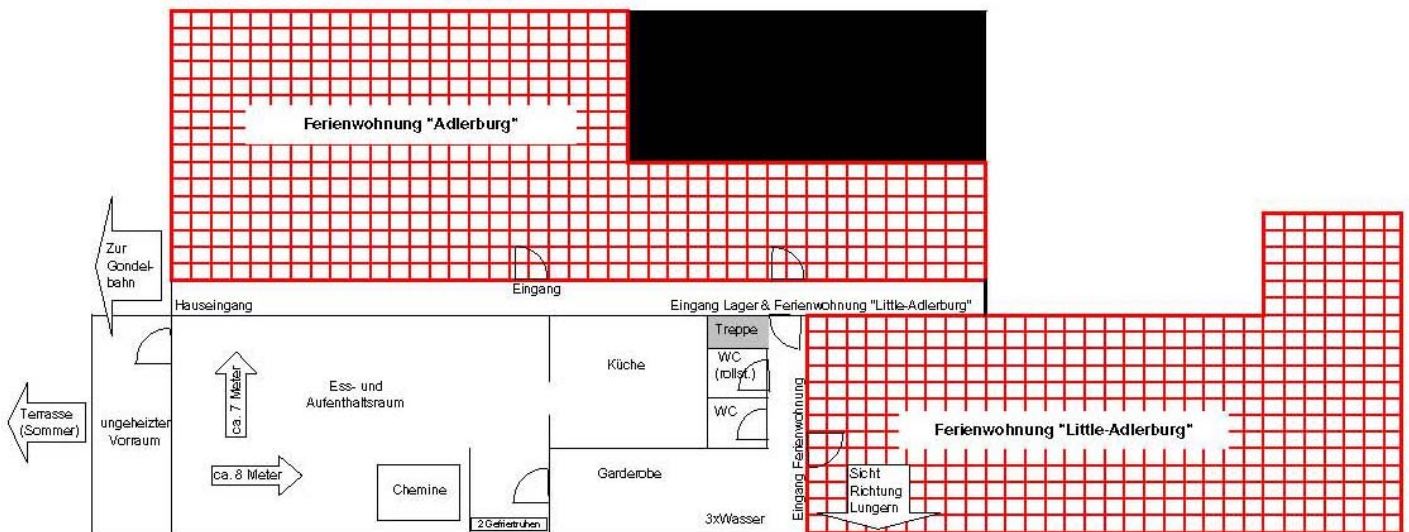 Ferienwohnung "Adlerburg"
Zur
Gondel-
bahn
Eingang
Hauseingang
Eingang Lager & Ferienwohnung "Little-Adlerburg"
Treppe
Küche
WC
(rollst.)
Ess- und
Aufenthaltsraum
ca. 7 Meter
WC
Terrasse
(Sommer)
ungeheizter
Vorraum
Eingang Ferienwohnung
Ferienwohnung "Little-Adlerburg"
ca. 8 Meter
Chemine
Garderobe
Sicht
Richtung
Lungern
3xWasser
2 Gefriertruhen